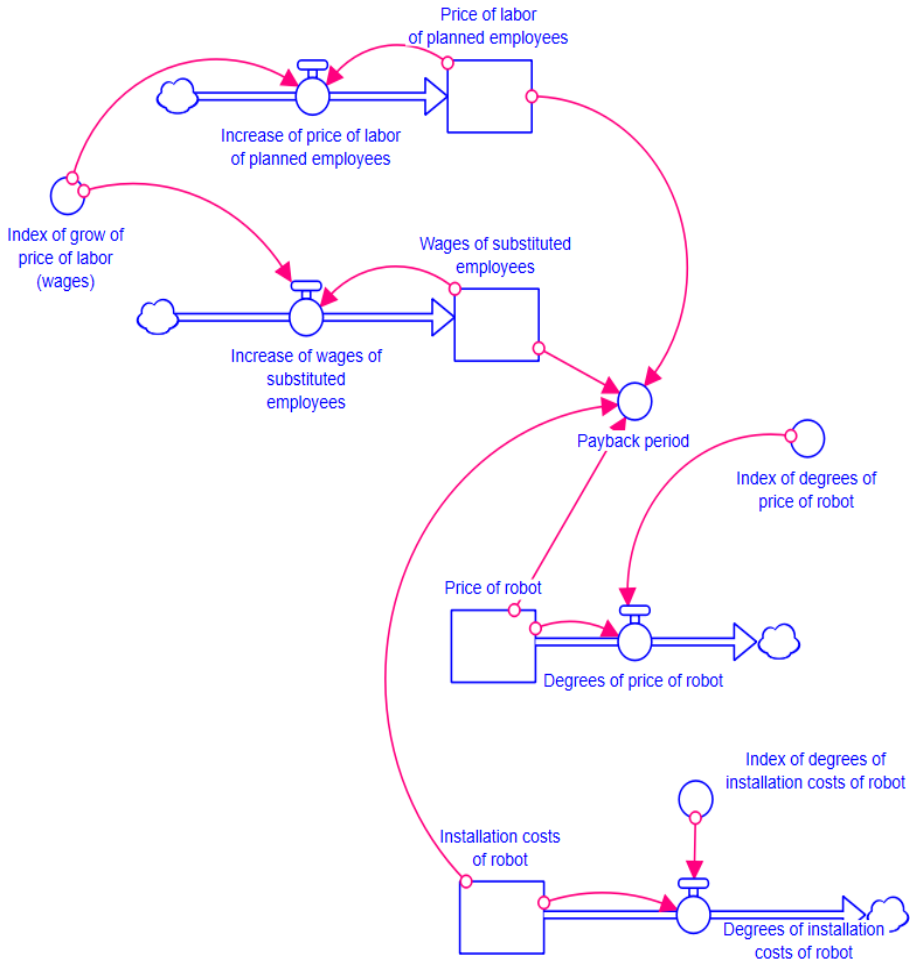 Price of labor
of planned employees
Increase of price of labor
of planned employees
Index of grow of
price of labor
(wages)
Wages of substituted
employees
Increase of wages of
substituted
employees
Payback period
Index of degrees of
price of robot
Price of robot
Degrees of price of robot
Index of degrees of
installation costs of robot
Installation costs
of robot
Degrees of installation
costs of robot